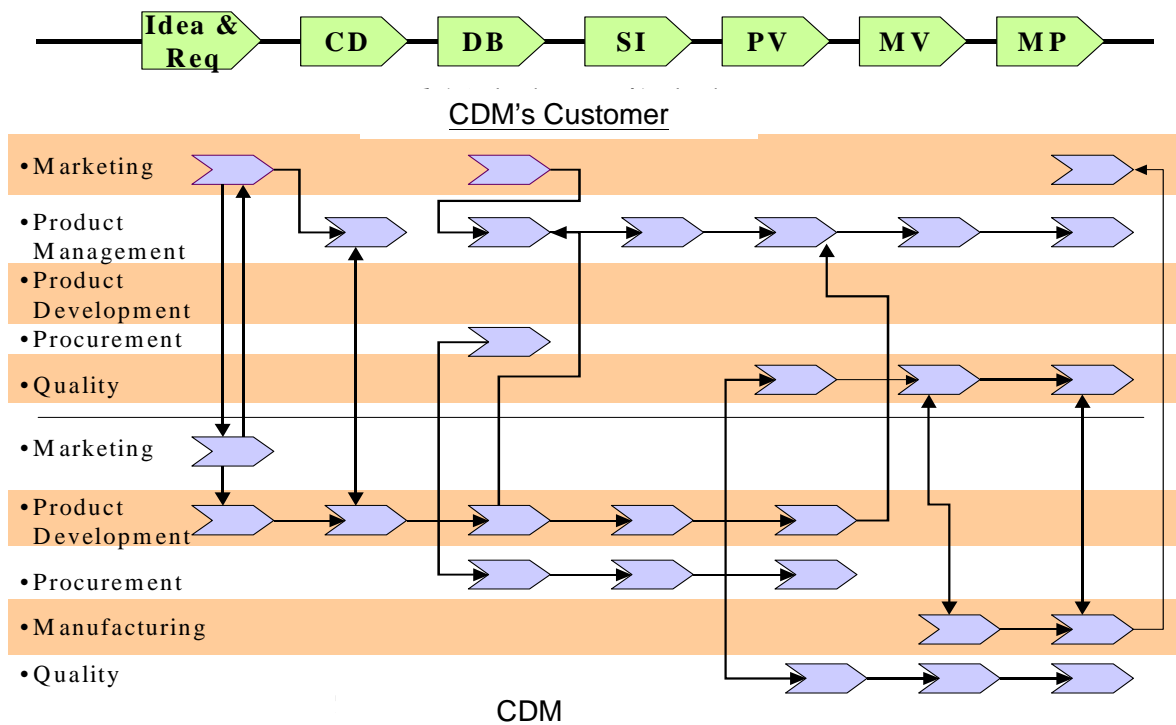 Idea &
Req
CD
DB
SI
PV
MV
MP
CDM's Customer
•Marketing
•Product
Management
•Product
Development
•Procurement
•Quality
•Marketing
•Product
Development
•Procurement
•Manufacturing
•Quality
CDM